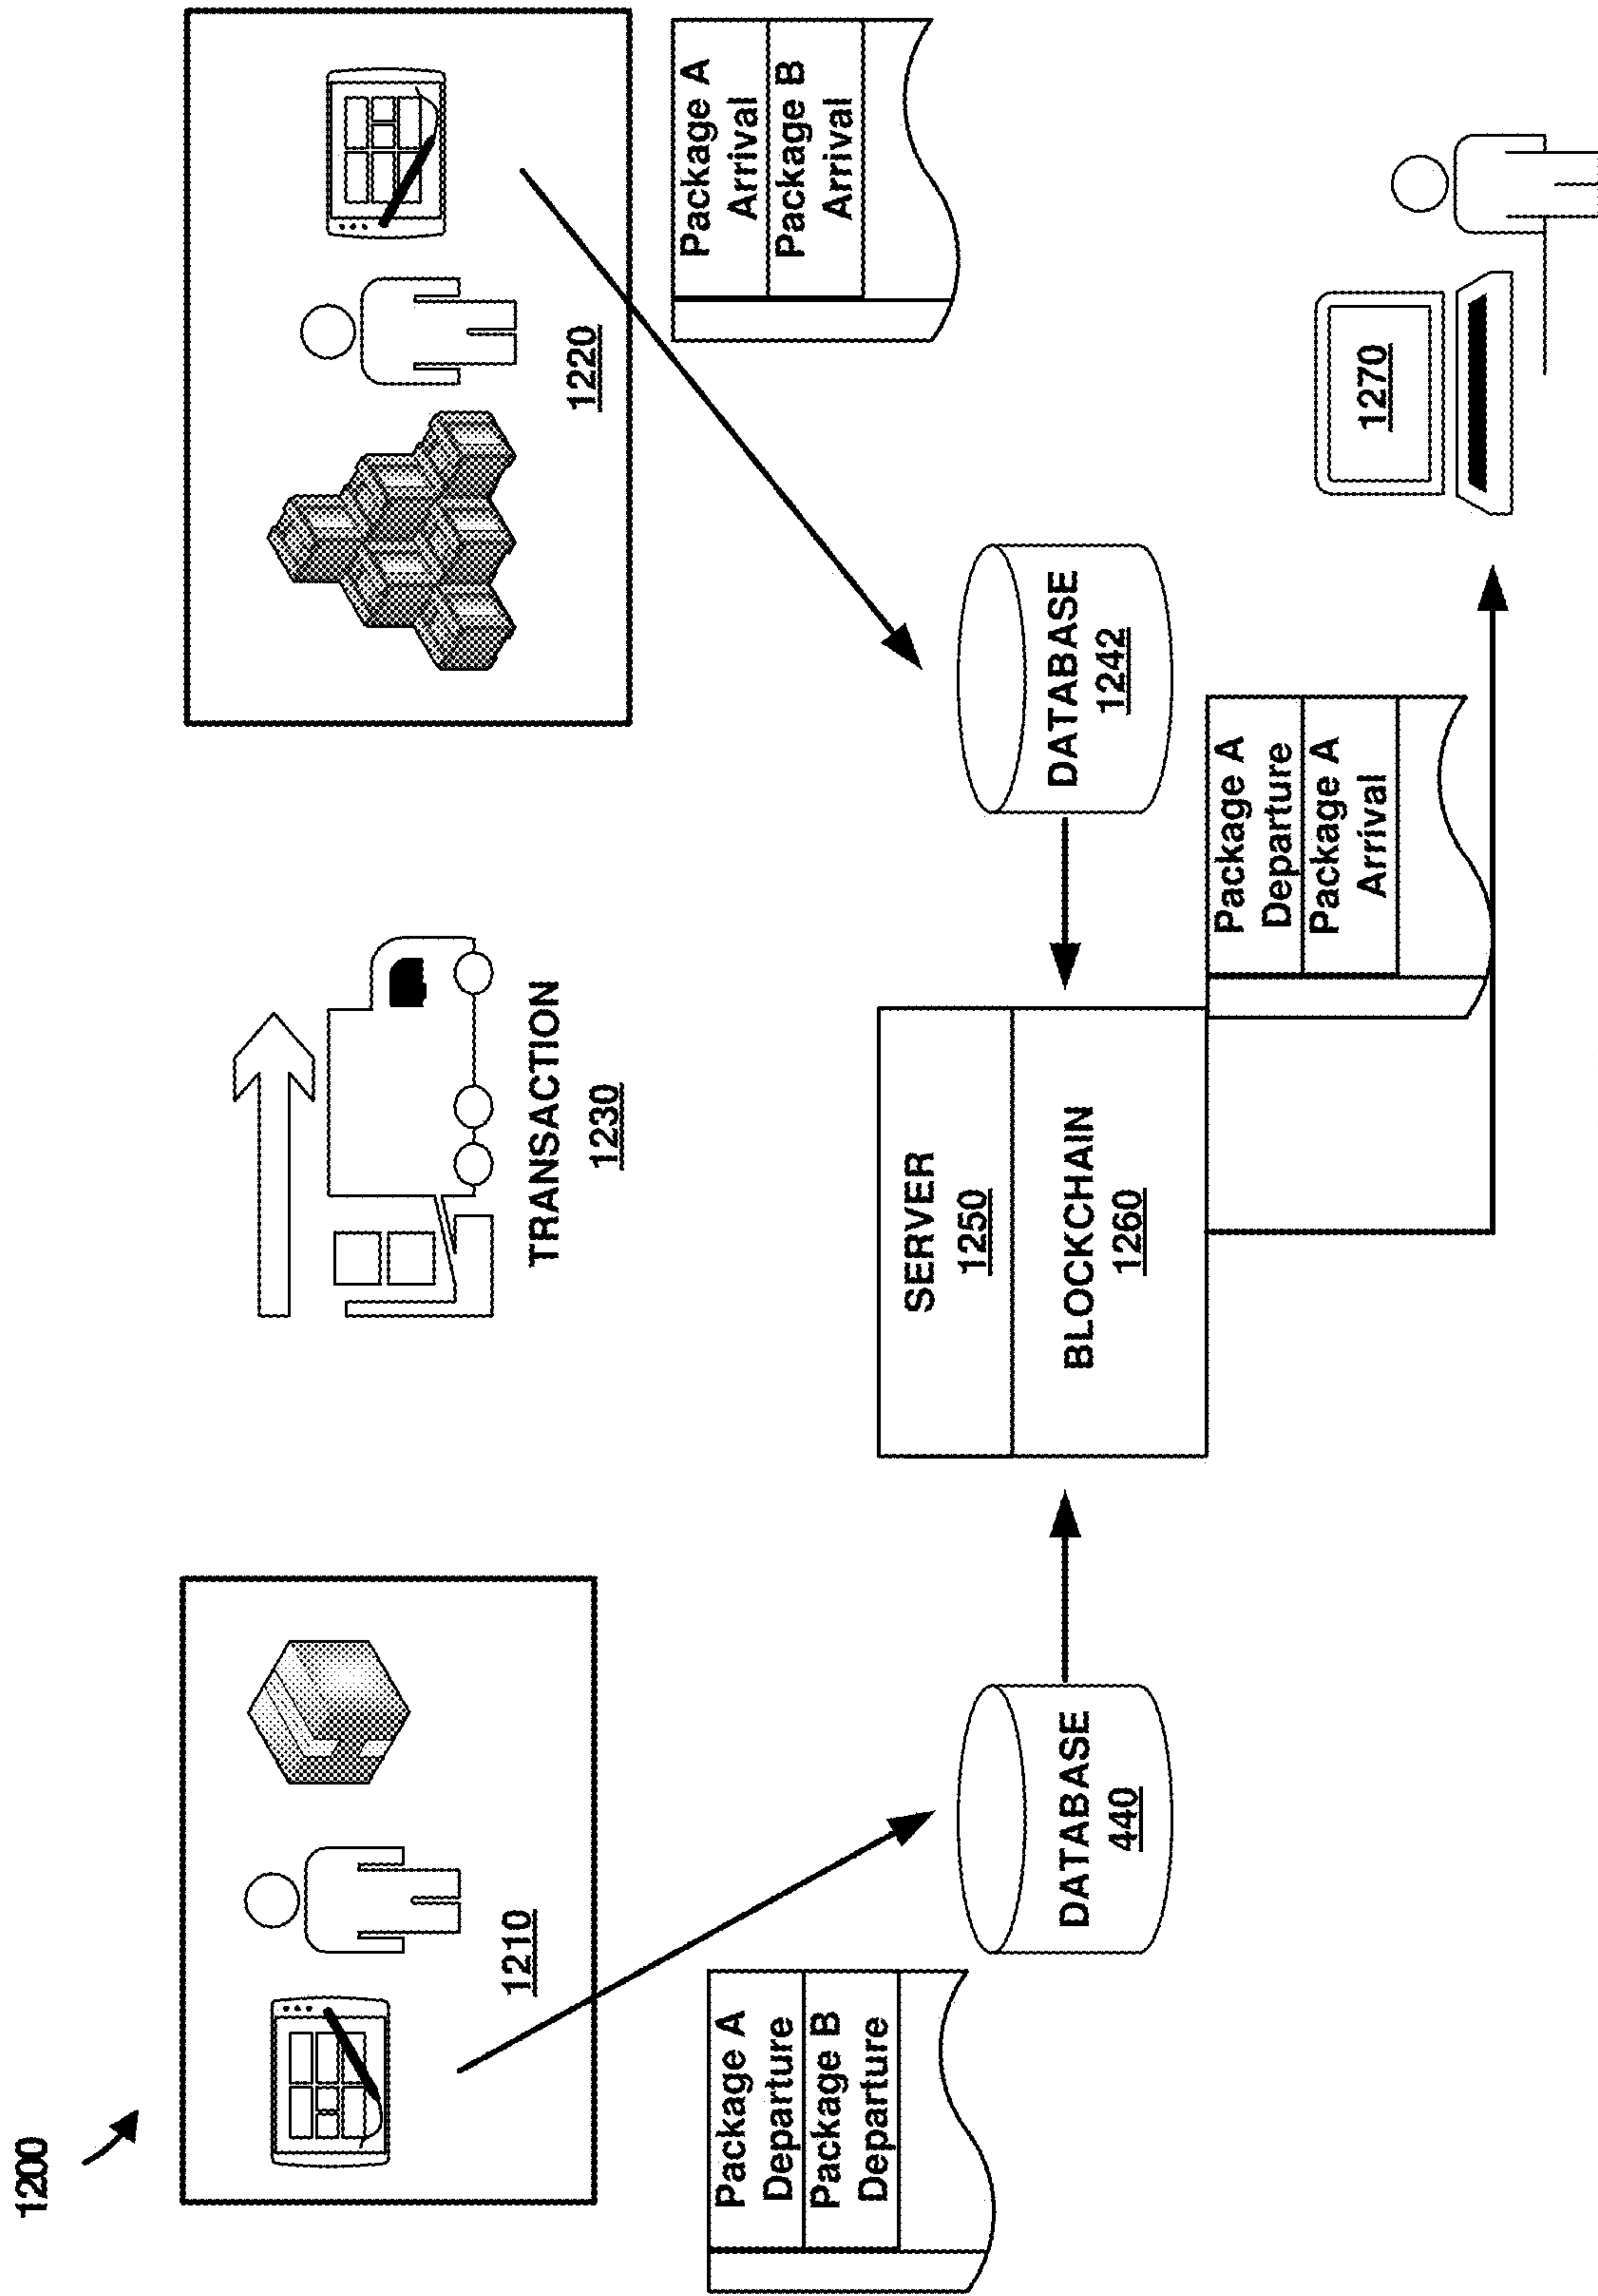 1200
1210
TRANSACTION
1230
1220
Package A
Departure
Package B
Departure
Package A
Arrival
Package B
Arrival
DATABASE
440
SERVER
1250
BLOCKCHAIN
1260
DATABASE
1242
Package A
Departure
Package A
Arrival
1270